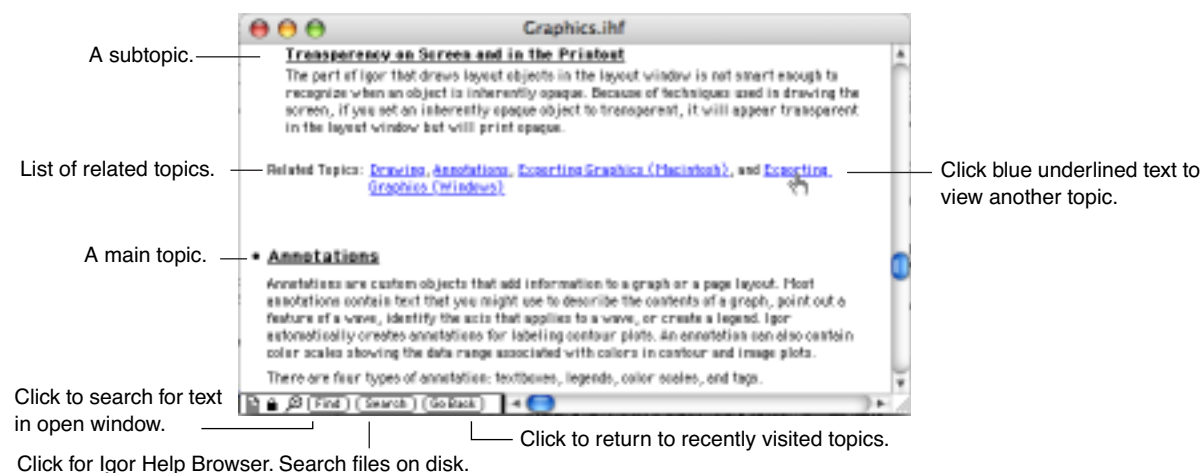 Graphics.ihf
A subtopic.
Transparency on Screen and in the Printout
The part of Igor that draws layout objects in the layout window is not smart enough to
recognize when an object is inherently opaque. Because of techniques used in drawing the
screen, if you set an inherently opaque object to transparent, it will appear transparent
in the layout window but will print opaque.
List of related topics.
Related Topics: Drawing, Annotations, Exporting Graphics (Macintosh), and Exporting
Graphics (Windows)
Click blue underlined text to
view another topic.
A main topic.
• Annotations
Annotations are custom objects that add information to a graph or a page layout. Most
annotations contain text that you might use to describe the contents of a graph, point out a
feature of a wave, identify the axis that applies to a wave, or create a legend. Igor
automatically creates annotations for labeling contour plots. An annotation can also contain
color scales showing the data range associated with colors in contour and image plots.
There are four types of annotation: textboxes, legends, color scales, and tags.
Click to search for text
in open window.
Find Search Go Back
Click to return to recently visited topics.
Click for Igor Help Browser. Search files on disk.